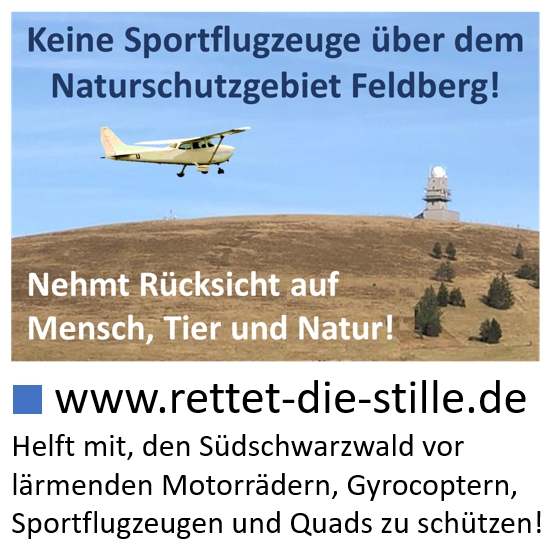 Keine Sportflugzeuge über dem
Naturschutzgebiet Feldberg!
Nehmt Rücksicht auf
Mensch, Tier und Natur!
www.rettet-die-stille.de
Helft mit, den Südschwarzwald vor
lärmenden Motorrädern, Gyrocoptern,
Sportflugzeugen und Quads zu schützen!